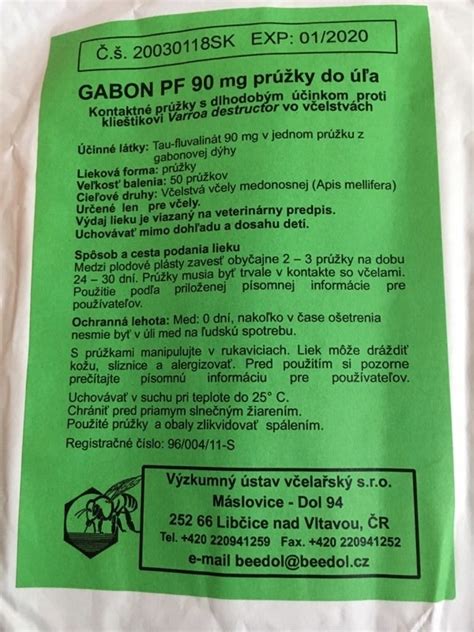 Č.š. 20030118SK EXP: 01/2020
GABON PF 90 mg prúžky do úľa
Kontaktné prúžky s dlhodobým účinkom proti
klieštikovi Varroa destructor vo včelstvách
Účinné látky: Tau-fluvalinát 90 mg v jednom prúžku z
gabonovej dýhy
Lieková forma: prúžky
Veľkosť balenia: 50 prúžkov
Cieľové druhy: Včelstvá včely medonosnej (Apis mellifera)
Určené len pre včely.
Výdaj lieku je viazaný na veterinárny predpis.
Uchovávať mimo dohľadu a dosahu detí.
Spôsob a cesta podania lieku
Medzi plodové plásty zavesť obyčajne 2 – 3 prúžky na dobu
24 – 30 dní. Prúžky musia byť trvale v kontakte so včelami.
Použitie podľa priloženej písomnej informácie pre
používateľov.
Ochranná lehota: Med: 0 dní, nakoľko v čase ošetrenia
nesmie byť v úli med na ľudskú spotrebu.
S prúžkami manipulujte v rukaviciach. Liek môže dráždiť
kožu, sliznice a alergizovať. Pred použitím si pozorne
prečítajte písomnú informáciu pre používateľov.
Uchovávať v suchu pri teplote do 25° C.
Chrániť pred priamym slnečným žiarením.
Použité prúžky a obaly zlikvidovať spálením.
Registračné číslo: 96/004/11-S
Výzkumný ústav včelařský s.r.o.
Máslovice - Dol 94
252 66 Libčice nad Vltavou, ČR
Tel. +420 220941259 Fax. +420 220941252
e-mail beedol@beedol.cz